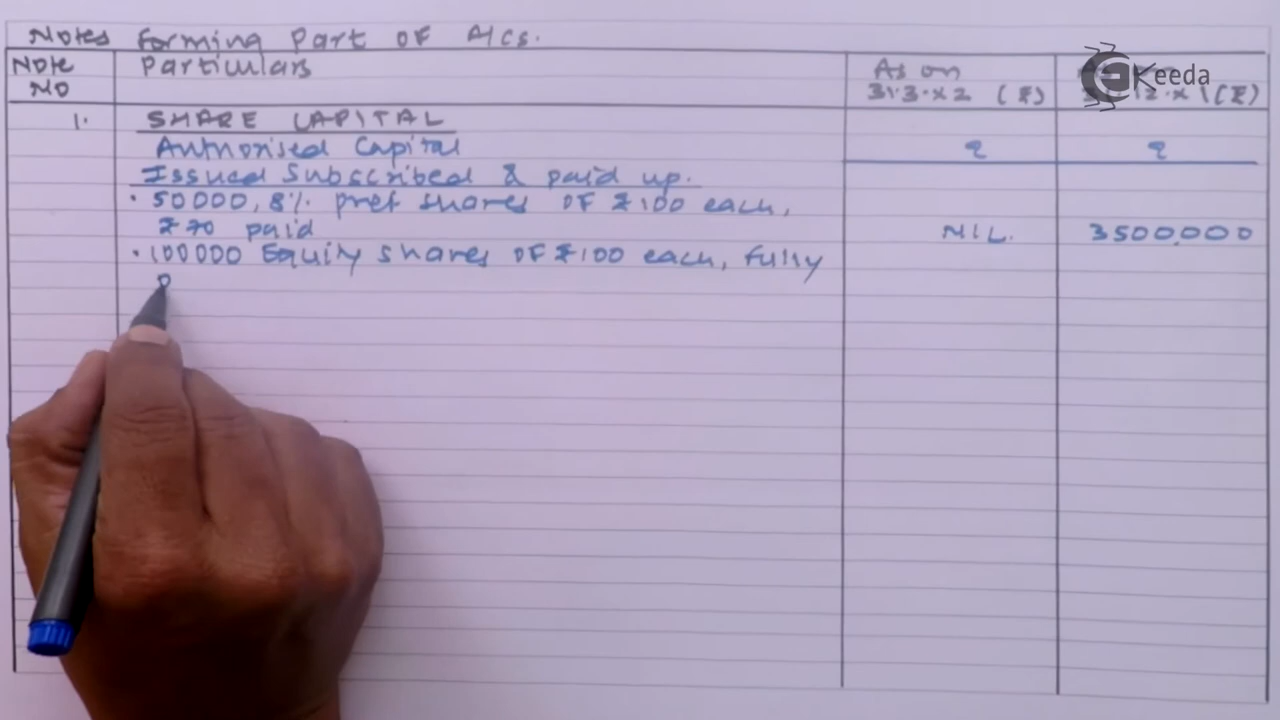 Notes Forming Part OF A/cs.
Note No
Particulars
As on
31.3.x2 (₹)
(₹)
1. SHARE CAPITAL
Authorised Capital ? ?
Issued Subscribed & paid up.
• 50000, 8% pref shares OF ₹100 each,
₹70 paid NIL. 3500,000
• 100000 Equity shares OF ₹100 each, fully
p
EKeeda